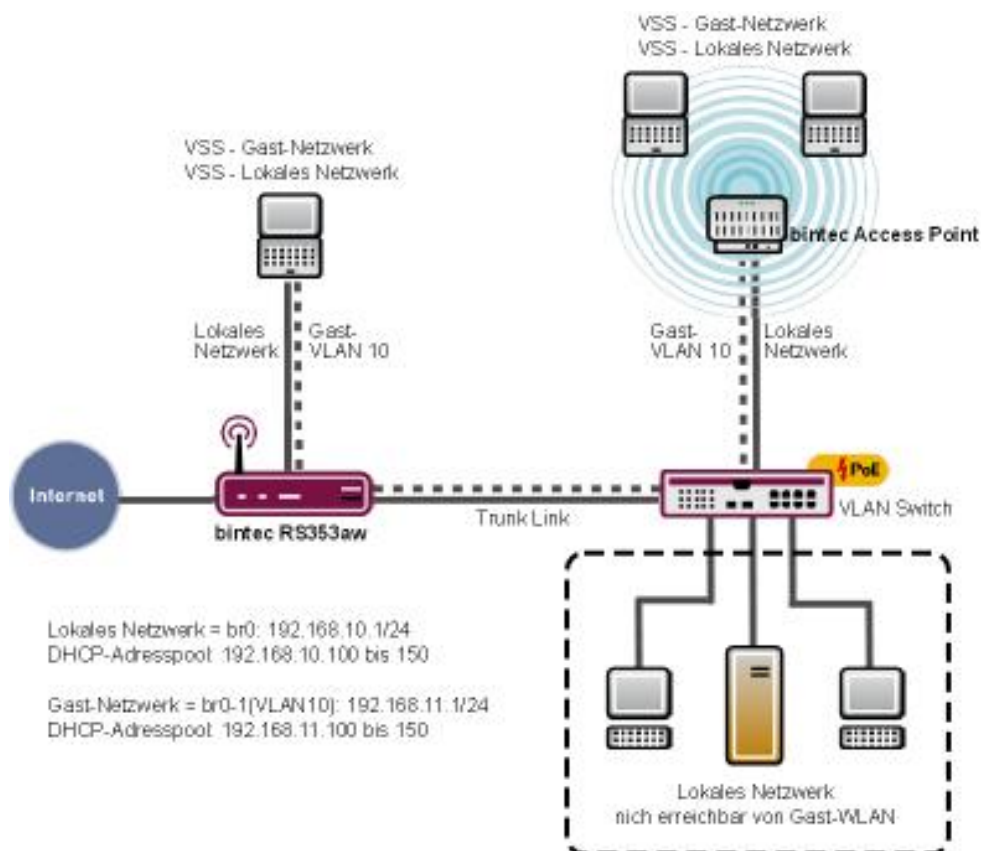 VSS - Gast-Netzwerk
VSS - Lokales Netzwerk
VSS - Gast-Netzwerk
VSS - Lokales Netzwerk
bintec Access Point
Lokales
Netzwerk
Gast-
VLAN 10
Gast-
VLAN 10
Lokales
Netzwerk
Internet
bintec RS353aw
Trunk Link
PoE
VLAN Switch
Lokales Netzwerk = br0: 192.168.10.1/24
DHCP-Adresspool: 192.168.10.100 bis 150
Gast-Netzwerk = br0-1(VLAN10): 192.168.11.1/24
DHCP-Adresspool: 192.168.11.100 bis 150
Lokales Netzwerk
nich erreichbar von Gast-WLAN